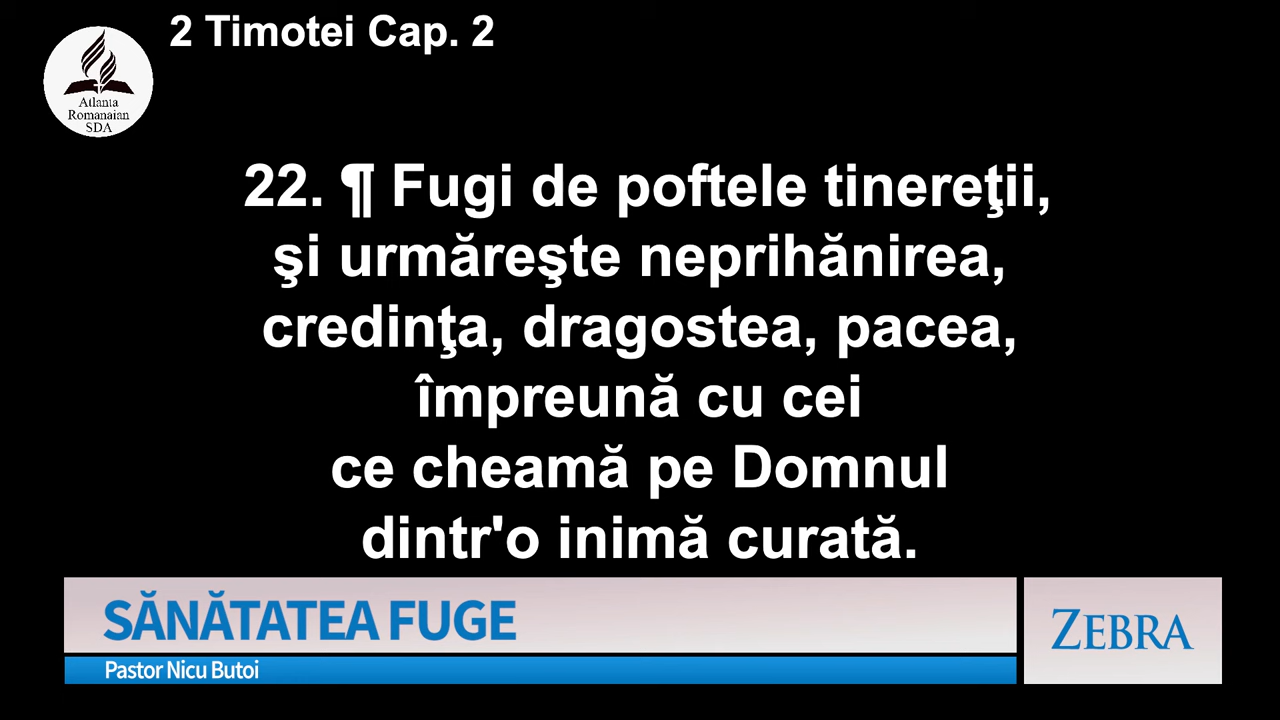 2 Timotei Cap. 2
Atlanta
Romanaian
SDA
22. ¶ Fugi de poftele tinereţii,
şi urmăreşte neprihănirea,
credinţa, dragostea, pacea,
împreună cu cei
ce cheamă pe Domnul
dintr'o inimă curată.
SĂNĂTATEA FUGE
Pastor Nicu Butoi
ZEBRA